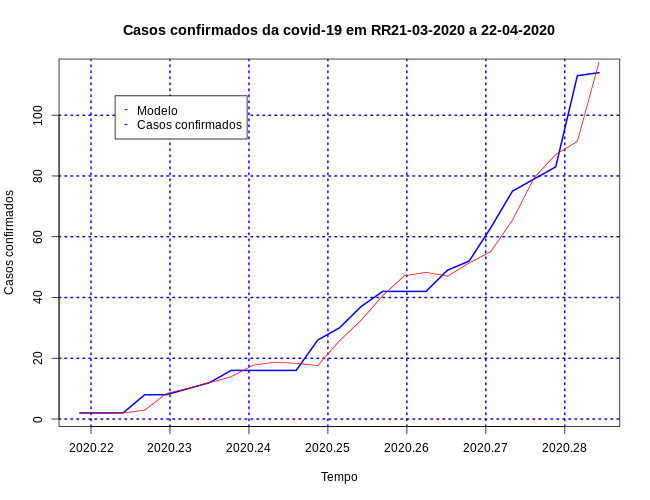 Casos confirmados da covid-19 em RR21-03-2020 a 22-04-2020
Modelo
Casos confirmados
Casos confirmados
0
20
40
60
80
100
2020.22
2020.23
2020.24
2020.25
2020.26
2020.27
2020.28
Tempo